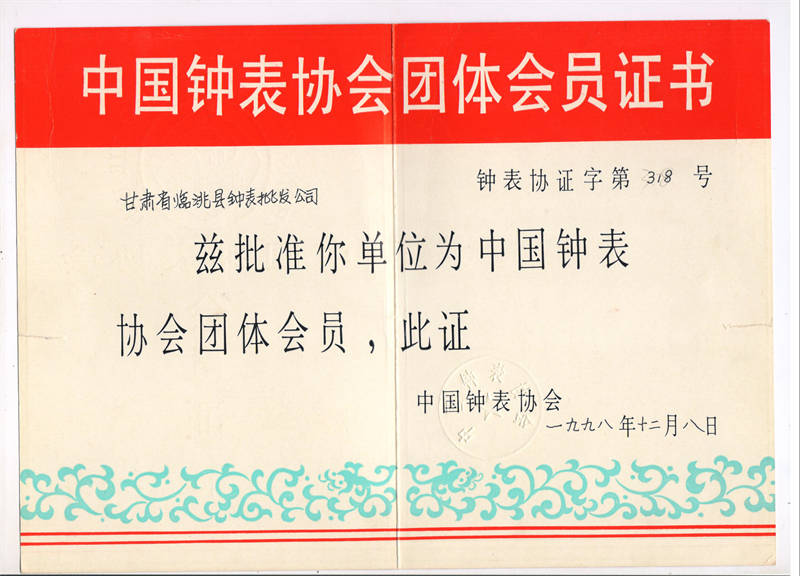 中国钟表协会团体会员证书
钟表协证字第 318 号
甘肃省临洮县钟表批发公司
兹批准你单位为中国钟表
协会团体会员，此证
中国钟表协会
一九九八年十二月八日